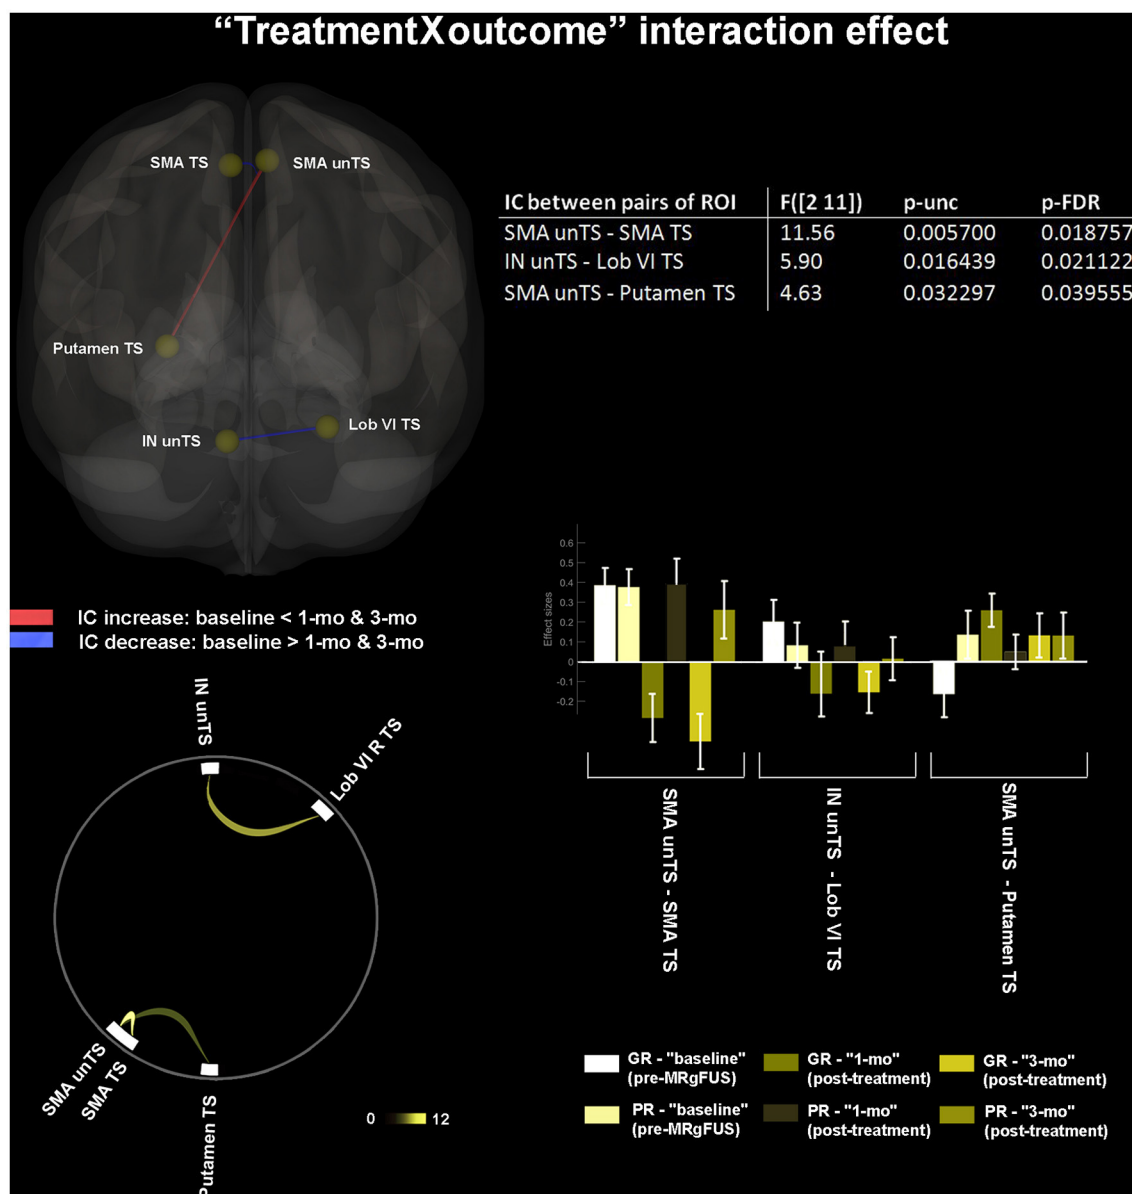 “TreatmentXoutcome” interaction effect
SMA TS
SMA unTS
Putamen TS
IN unTS
Lob VI TS
IC between pairs of ROI F([2 11]) p-unc p-FDR
SMA unTS - SMA TS 11.56 0.005700 0.018757
IN unTS - Lob VI TS 5.90 0.016439 0.021122
SMA unTS - Putamen TS 4.63 0.032297 0.039555
IC increase: baseline < 1-mo & 3-mo
IC decrease: baseline > 1-mo & 3-mo
Effect sizes
0.6
0.5
0.4
0.3
0.2
0.1
0
-0.1
-0.2
SMA unTS - SMA TS
IN unTS - Lob VI TS
SMA unTS - Putamen TS
IN unTS
Lob VI R TS
SMA unTS
SMA TS
Putamen TS
0 12
GR - "baseline"
(pre-MRgFUS)
GR - "1-mo"
(post-treatment)
GR - "3-mo"
(post-treatment)
PR - "baseline"
(pre-MRgFUS)
PR - "1-mo"
(post-treatment)
PR - "3-mo"
(post-treatment)